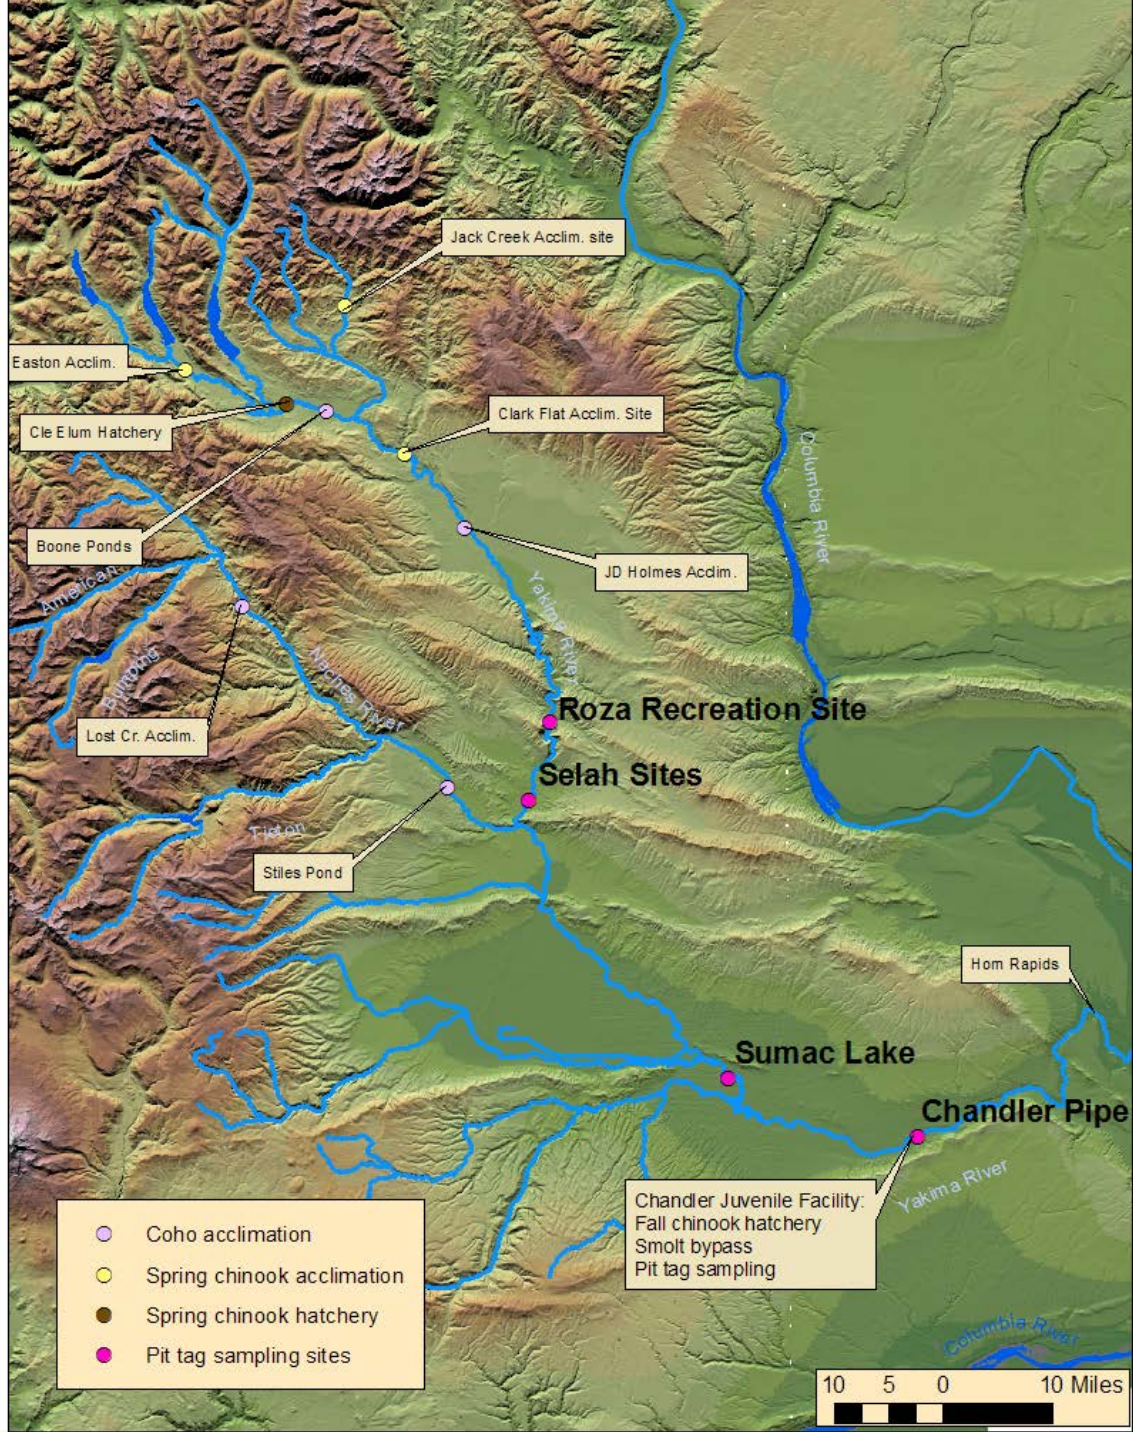 Jack Creek Acclim. site
Easton Acclim.
Clark Flat Acclim. Site
Cle Elum Hatchery
Columbia River
Boone Ponds
JD Holmes Acclim.
American
Yakima River
Bumping
Naches River
Roza Recreation Site
Lost Cr. Acclim.
Selah Sites
Tieton
Stiles Pond
Horn Rapids
Sumac Lake
Chandler Pipe
Yakima River
Chandler Juvenile Facility:
Fall chinook hatchery
Smolt bypass
Pit tag sampling
Coho acclimation
Spring chinook acclimation
Spring chinook hatchery
Pit tag sampling sites
Columbia River
10 5 0 10 Miles